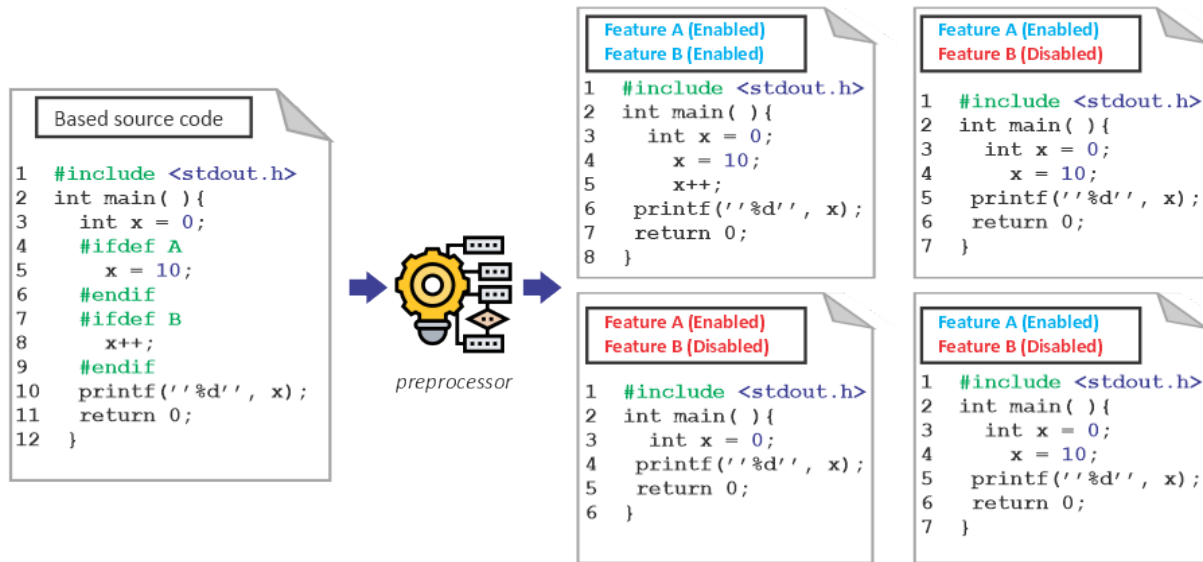 Based source code
1 #include <stdout.h>
2 int main( ){
3 int x = 0;
4 #ifdef A
5 x = 10;
6 #endif
7 #ifdef B
8 x++;
9 #endif
10 printf(''%d'', x);
11 return 0;
12 }
preprocessor
Feature A (Enabled)
Feature B (Enabled)
1 #include <stdout.h>
2 int main( ){
3 int x = 0;
4 x = 10;
5 x++;
6 printf(''%d'', x);
7 return 0;
8 }
Feature A (Enabled)
Feature B (Disabled)
1 #include <stdout.h>
2 int main( ){
3 int x = 0;
4 x = 10;
5 printf(''%d'', x);
6 return 0;
7 }
Feature A (Enabled)
Feature B (Disabled)
1 #include <stdout.h>
2 int main( ){
3 int x = 0;
4 printf(''%d'', x);
5 return 0;
6 }
Feature A (Enabled)
Feature B (Disabled)
1 #include <stdout.h>
2 int main( ){
3 int x = 0;
4 x = 10;
5 printf(''%d'', x);
6 return 0;
7 }